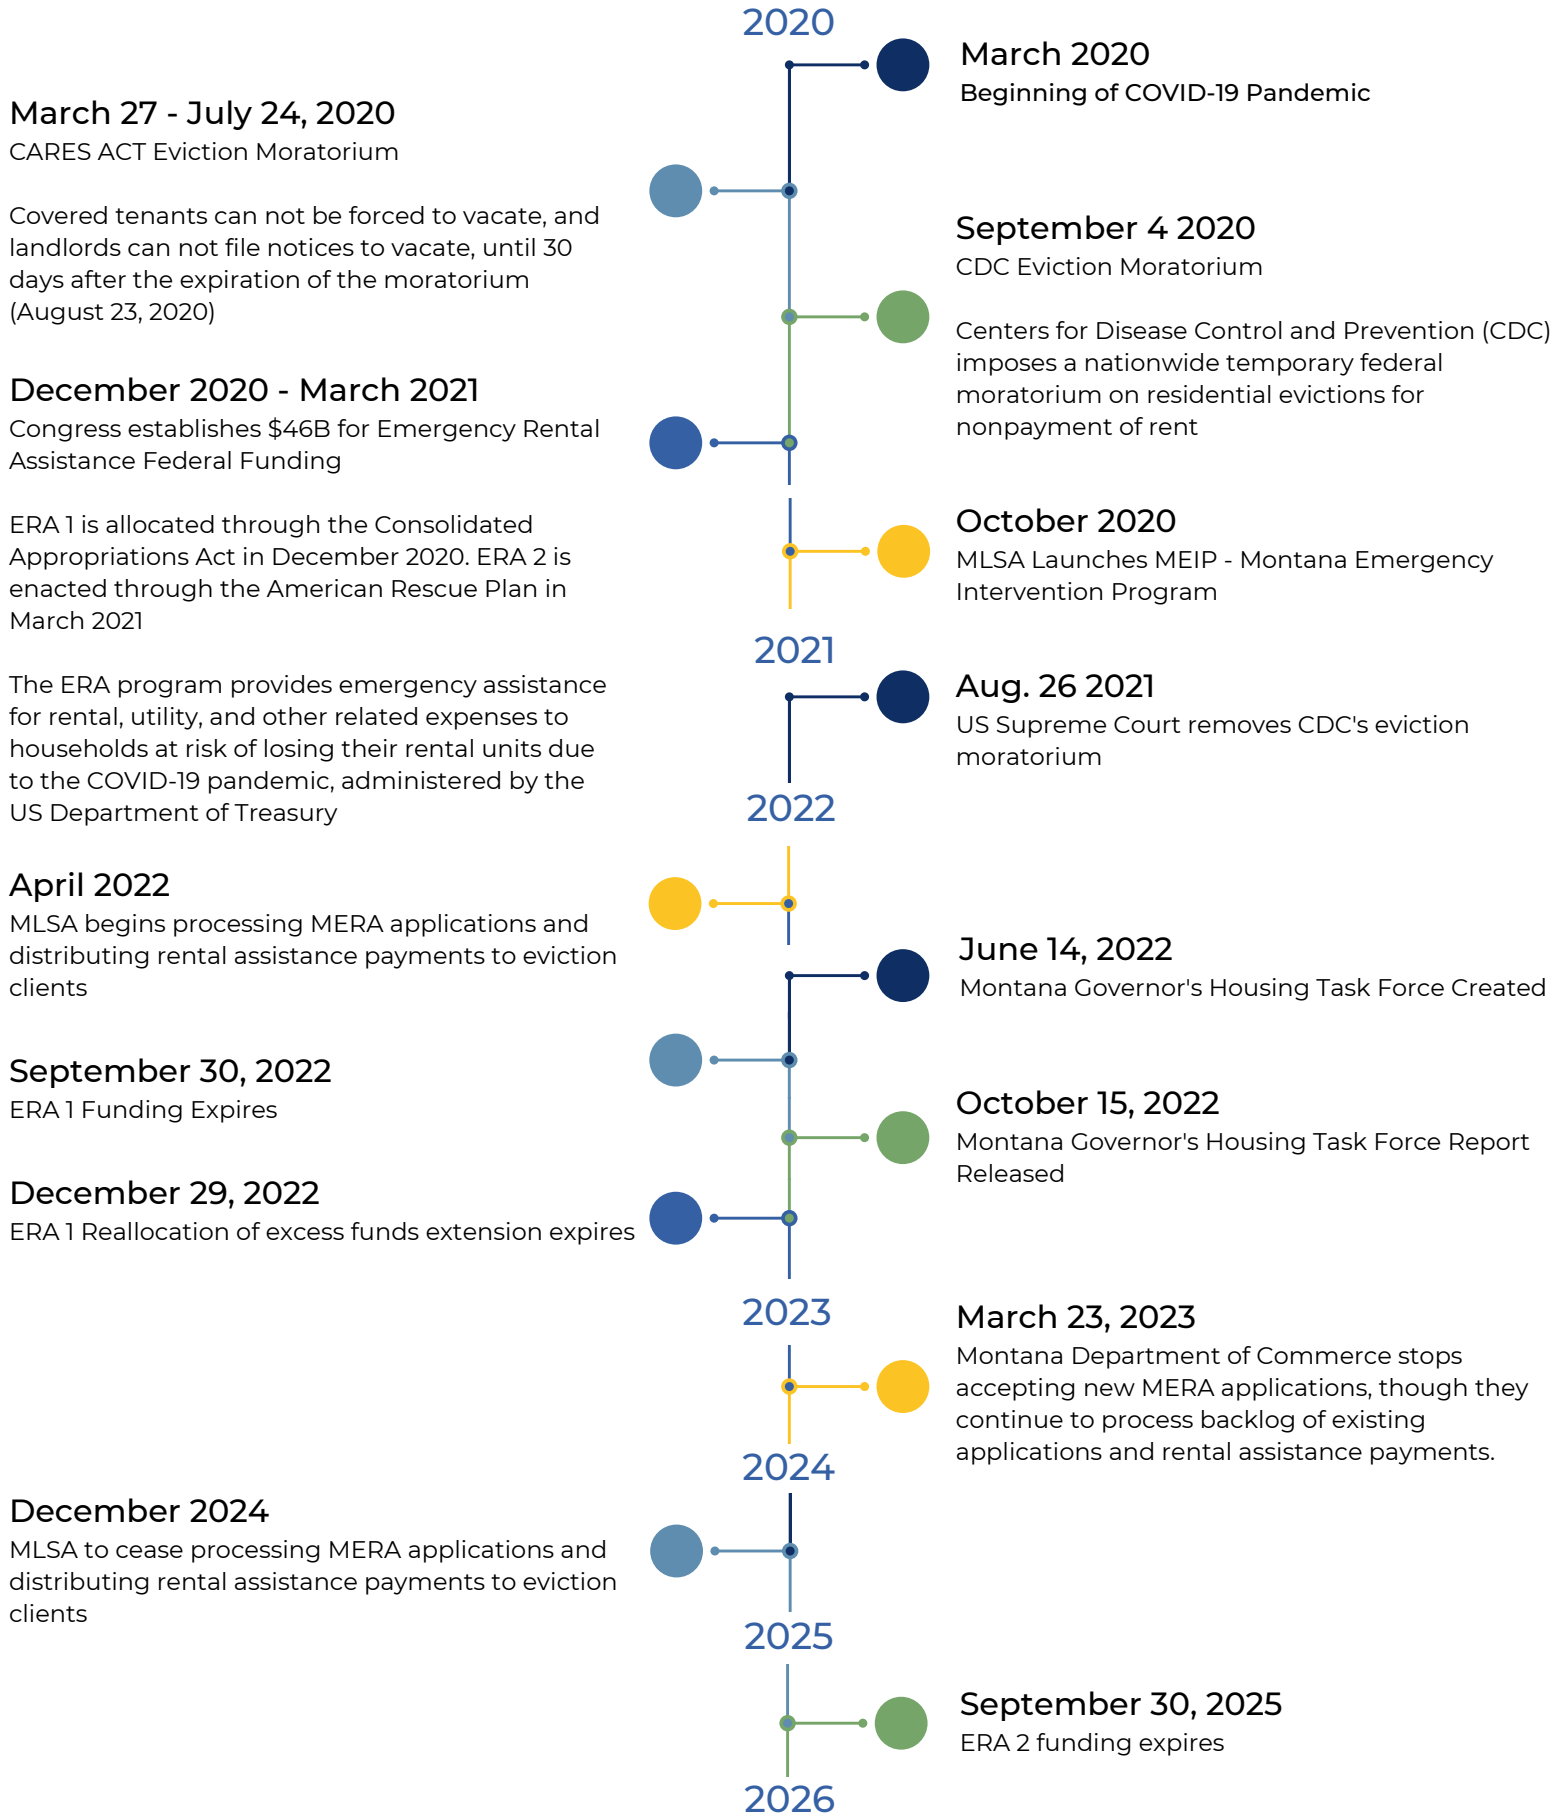 2020
March 2020
Beginning of COVID-19 Pandemic
March 27 - July 24, 2020
CARES ACT Eviction Moratorium
Covered tenants can not be forced to vacate, and
landlords can not file notices to vacate, until 30
days after the expiration of the moratorium
(August 23, 2020)
September 4 2020
CDC Eviction Moratorium
Centers for Disease Control and Prevention (CDC)
imposes a nationwide temporary federal
moratorium on residential evictions for
nonpayment of rent
December 2020 - March 2021
Congress establishes $46B for Emergency Rental
Assistance Federal Funding
ERA 1 is allocated through the Consolidated
Appropriations Act in December 2020. ERA 2 is
enacted through the American Rescue Plan in
March 2021
The ERA program provides emergency assistance
for rental, utility, and other related expenses to
households at risk of losing their rental units due
to the COVID-19 pandemic, administered by the
US Department of Treasury
October 2020
MLSA Launches MEIP - Montana Emergency
Intervention Program
2021
Aug. 26 2021
US Supreme Court removes CDC's eviction
moratorium
2022
April 2022
MLSA begins processing MERA applications and
distributing rental assistance payments to eviction
clients
June 14, 2022
Montana Governor's Housing Task Force Created
September 30, 2022
ERA 1 Funding Expires
October 15, 2022
Montana Governor's Housing Task Force Report
Released
December 29, 2022
ERA 1 Reallocation of excess funds extension expires
2023
March 23, 2023
Montana Department of Commerce stops
accepting new MERA applications, though they
continue to process backlog of existing
applications and rental assistance payments.
2024
December 2024
MLSA to cease processing MERA applications and
distributing rental assistance payments to eviction
clients
2025
September 30, 2025
ERA 2 funding expires
2026